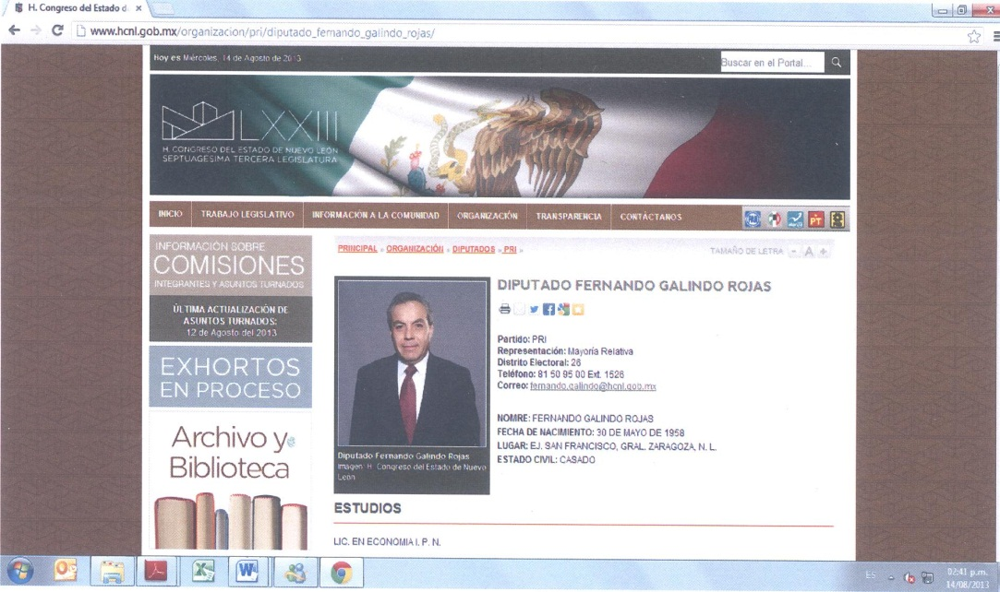 H. Congreso del Estado d
www.hcnl.gob.mx/organizacion/pri/diputado_fernando_galindo_rojas/
Hoy es Miércoles, 14 de Agosto de 2013
Buscar en el Portal...
LXXIII
H. CONGRESO DEL ESTADO DE NUEVO LEÓN
SEPTUAGESIMA TERCERA LEGISLATURA
INICIO TRABAJO LEGISLATIVO INFORMACIÓN A LA COMUNIDAD ORGANIZACIÓN TRANSPARENCIA CONTÁCTANOS
PT
INFORMACIÓN SOBRE
COMISIONES
INTEGRANTES Y ASUNTOS TURNADOS
ÚLTIMA ACTUALIZACIÓN DE
ASUNTOS TURNADOS:
12 de Agosto del 2013
EXHORTOS
EN PROCESO
Archivo y
Biblioteca
PRINCIPAL » ORGANIZACIÓN » DIPUTADOS » PRI »
TAMAÑO DE LETRA - A +
DIPUTADO FERNANDO GALINDO ROJAS
Partido: PRI
Representación: Mayoría Relativa
Distrito Electoral: 26
Teléfono: 81 50 95 00 Ext. 1526
Correo: fernando.galindo@hcnl.gob.mx
NOMRE: FERNANDO GALINDO ROJAS
FECHA DE NACIMIENTO: 30 DE MAYO DE 1958
LUGAR: EJ. SAN FRANCISCO, GRAL. ZARAGOZA, N. L.
ESTADO CIVIL: CASADO
Diputado Fernando Galindo Rojas
Imagen: H. Congreso del Estado de Nuevo
León
ESTUDIOS
LIC. EN ECONOMIA I. P. N.
ES
02:41 p.m.
14/08/2013